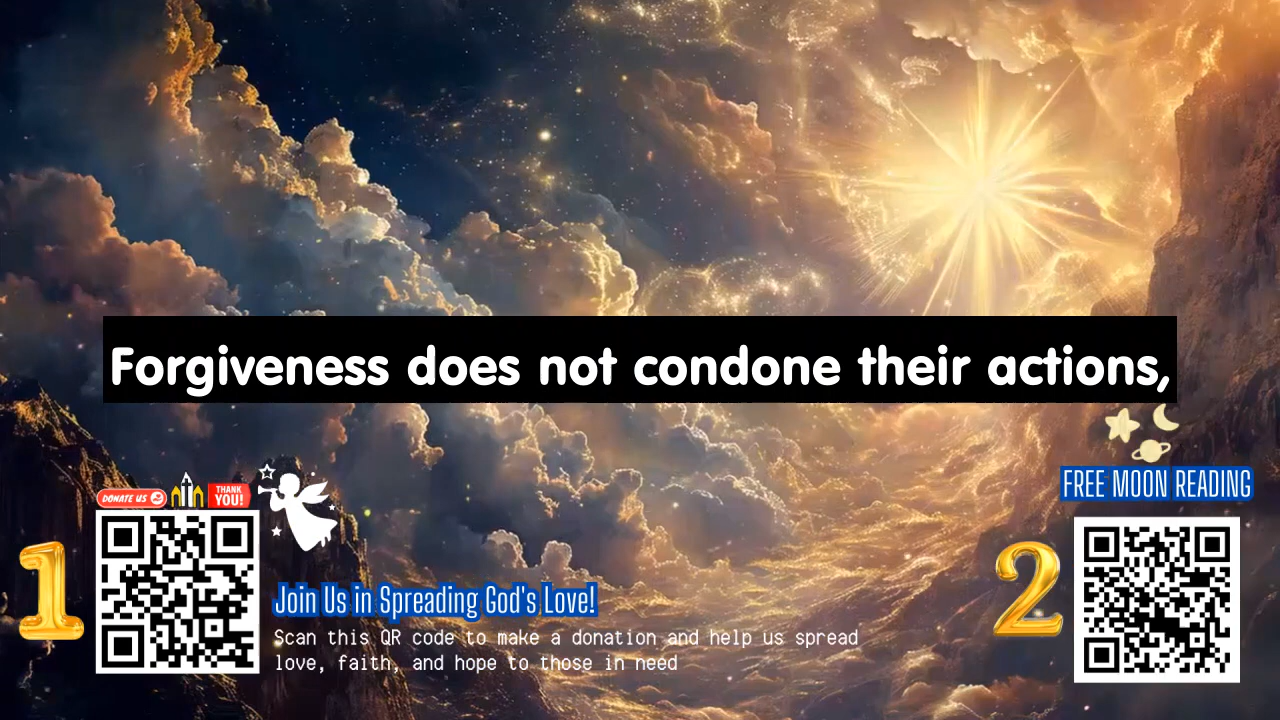 Forgiveness does not condone their actions,
FREE MOON READING
DONATE US
THANK
YOU!
1
2
Join Us in Spreading God's Love!
Scan this QR code to make a donation and help us spread
love, faith, and hope to those in need